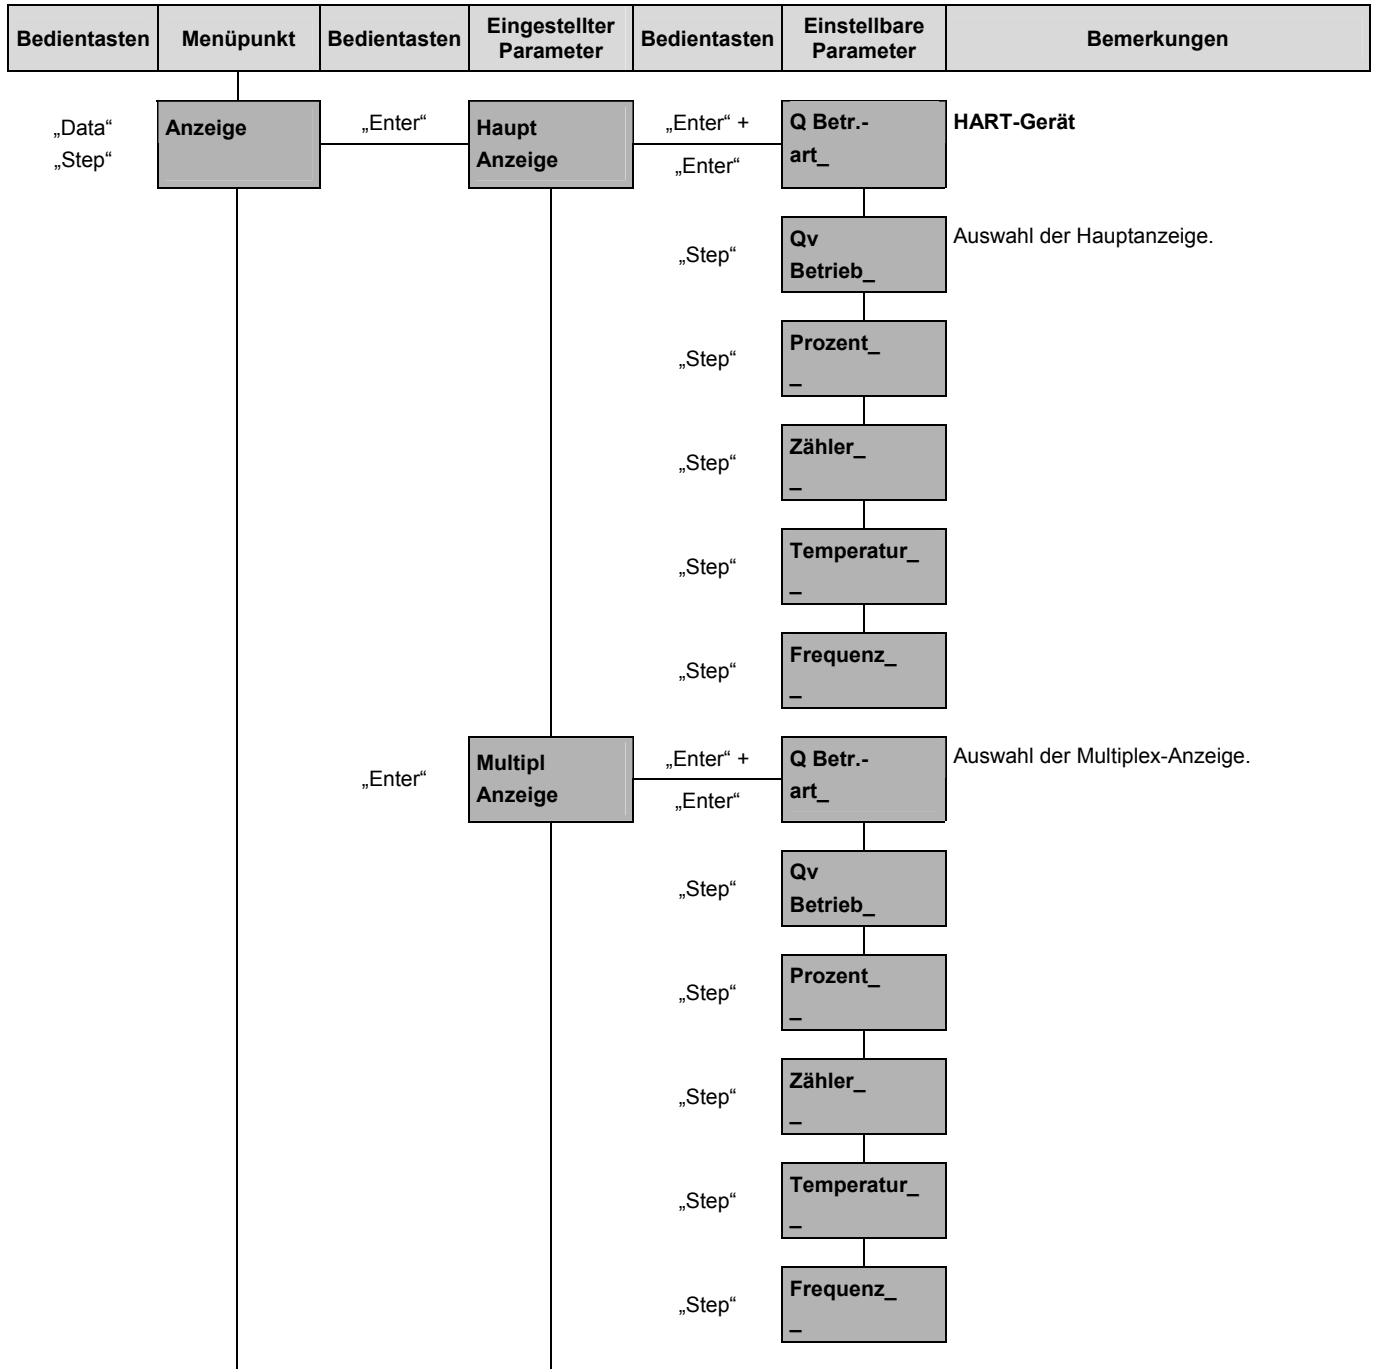 Bedientasten
Menüpunkt
Bedientasten
Eingestellter
Parameter
Bedientasten
Einstellbare
Parameter
Bemerkungen
„Data“
„Step“
Anzeige
„Enter“
Haupt
Anzeige
„Enter“ +
„Enter“
Q Betr.-
art_
HART-Gerät
„Step“
Qv
Betrieb_
Auswahl der Hauptanzeige.
„Step“
Prozent_
_
„Step“
Zähler_
_
„Step“
Temperatur_
_
„Step“
Frequenz_
_
„Enter“
Multipl
Anzeige
„Enter“ +
„Enter“
Q Betr.-
art_
Auswahl der Multiplex-Anzeige.
„Step“
Qv
Betrieb_
„Step“
Prozent_
_
„Step“
Zähler_
_
„Step“
Temperatur_
_
„Step“
Frequenz_
_